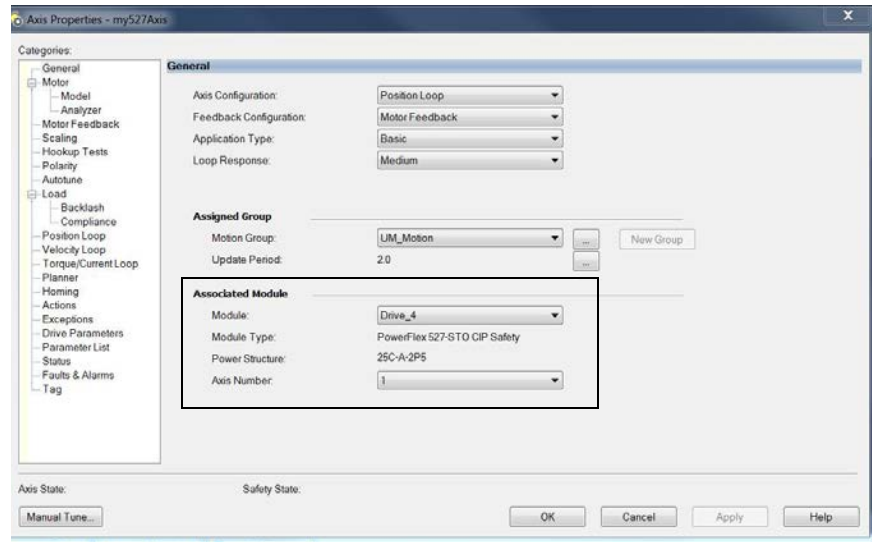 Axis Properties - my527Axis
X
Categories:
General
Motor
Model
Analyzer
Motor Feedback
Scaling
Hookup Tests
Polarity
Autotune
Load
Backlash
Compliance
Position Loop
Velocity Loop
Torque/Current Loop
Planner
Homing
Actions
Exceptions
Drive Parameters
Parameter List
Status
Faults & Alarms
Tag
General
Axis Configuration: Position Loop
Feedback Configuration: Motor Feedback
Application Type: Basic
Loop Response: Medium
Assigned Group
Motion Group: UM_Motion ... New Group
Update Period: 2.0 ...
Associated Module
Module: Drive_4
Module Type: PowerFlex 527-STO CIP Safety
Power Structure: 25C-A-2P5
Axis Number: 1
Axis State: Safety State:
Manual Tune... OK Cancel Apply Help